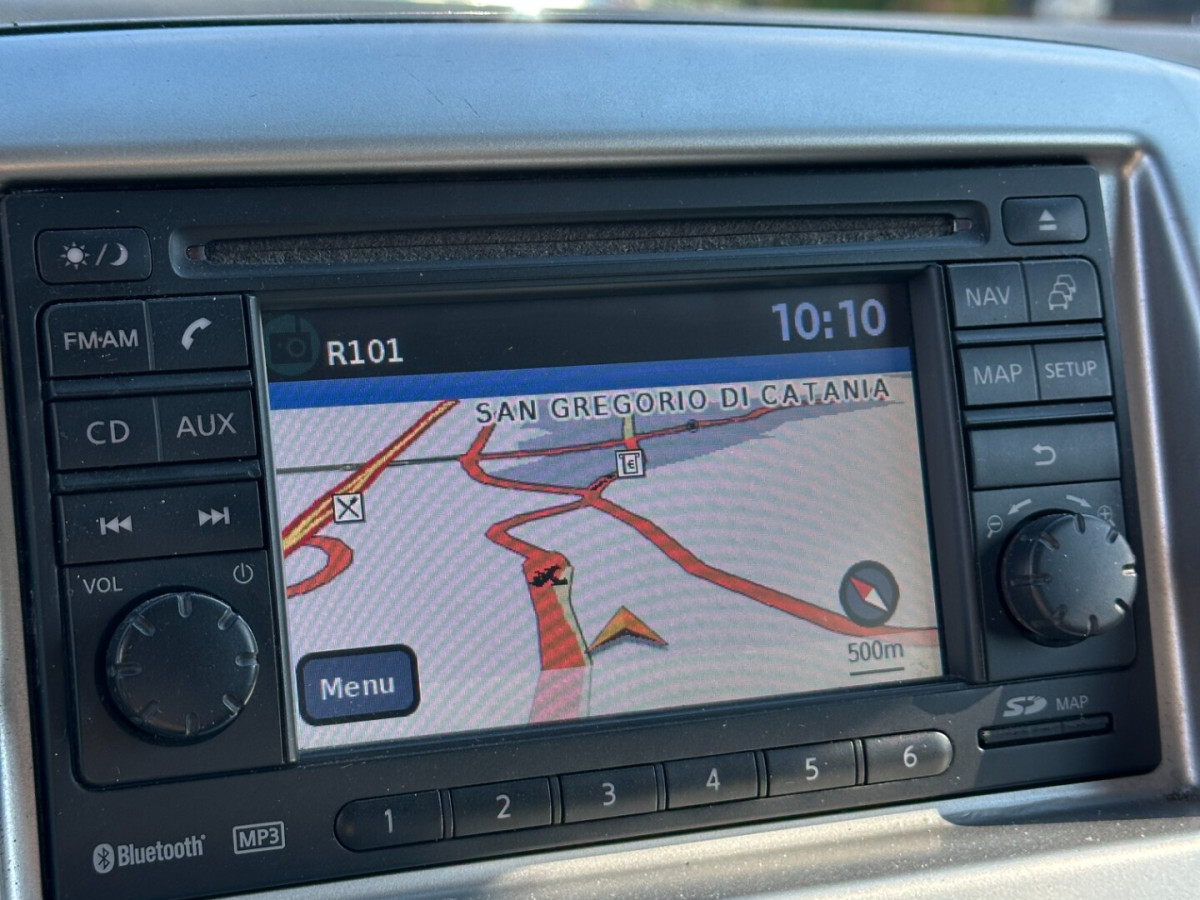 FM·AM
CD
AUX
VOL
R101
10:10
SAN GREGORIO DI CATANIA
€
500m
Menu
NAV
MAP
SETUP
SD MAP
1 2 3 4 5 6
Bluetooth
MP3